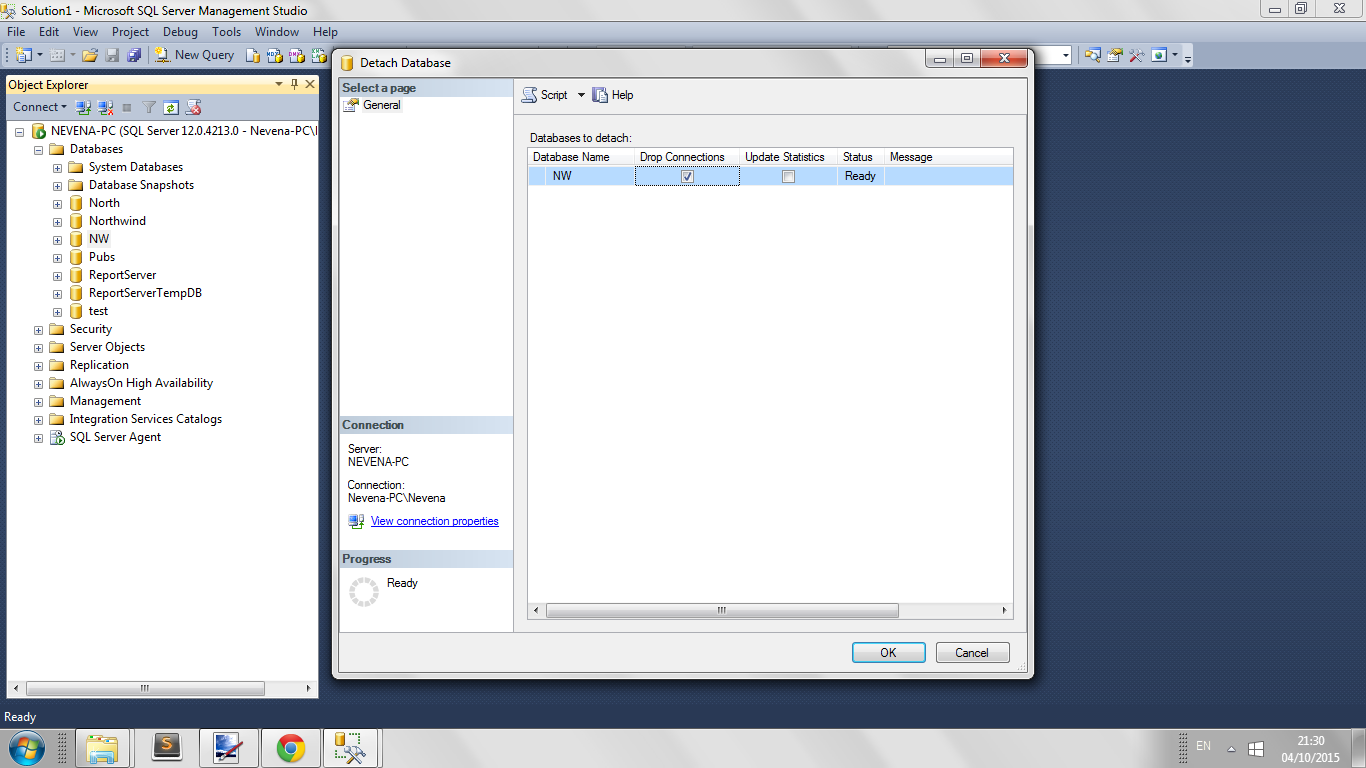 Solution1 - Microsoft SQL Server Management Studio
File Edit View Project Debug Tools Window Help
New Query
Object Explorer
Connect
NEVENA-PC (SQL Server 12.0.4213.0 - Nevena-PC\
Databases
System Databases
Database Snapshots
North
Northwind
NW
Pubs
ReportServer
ReportServerTempDB
test
Security
Server Objects
Replication
AlwaysOn High Availability
Management
Integration Services Catalogs
SQL Server Agent
Detach Database
Select a page
General
Script Help
Databases to detach:
Database Name Drop Connections Update Statistics Status Message
NW Ready
Connection
Server:
NEVENA-PC
Connection:
Nevena-PC\Nevena
View connection properties
Progress
Ready
OK Cancel
Ready
EN
21:30
04/10/2015